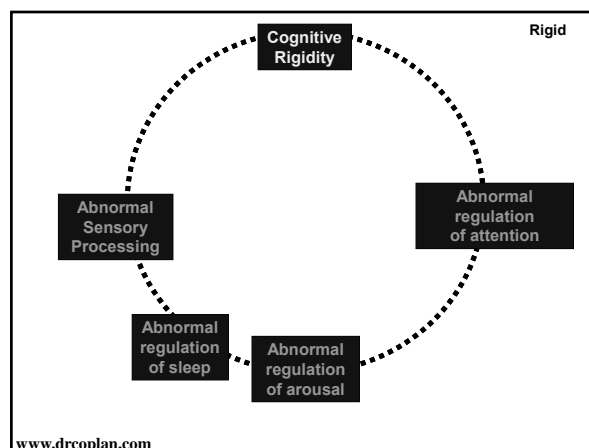 Rigid
Cognitive
Rigidity
Abnormal
regulation
of attention
Abnormal
Sensory
Processing
Abnormal
regulation
of sleep
Abnormal
regulation
of arousal
www.drcoplan.com